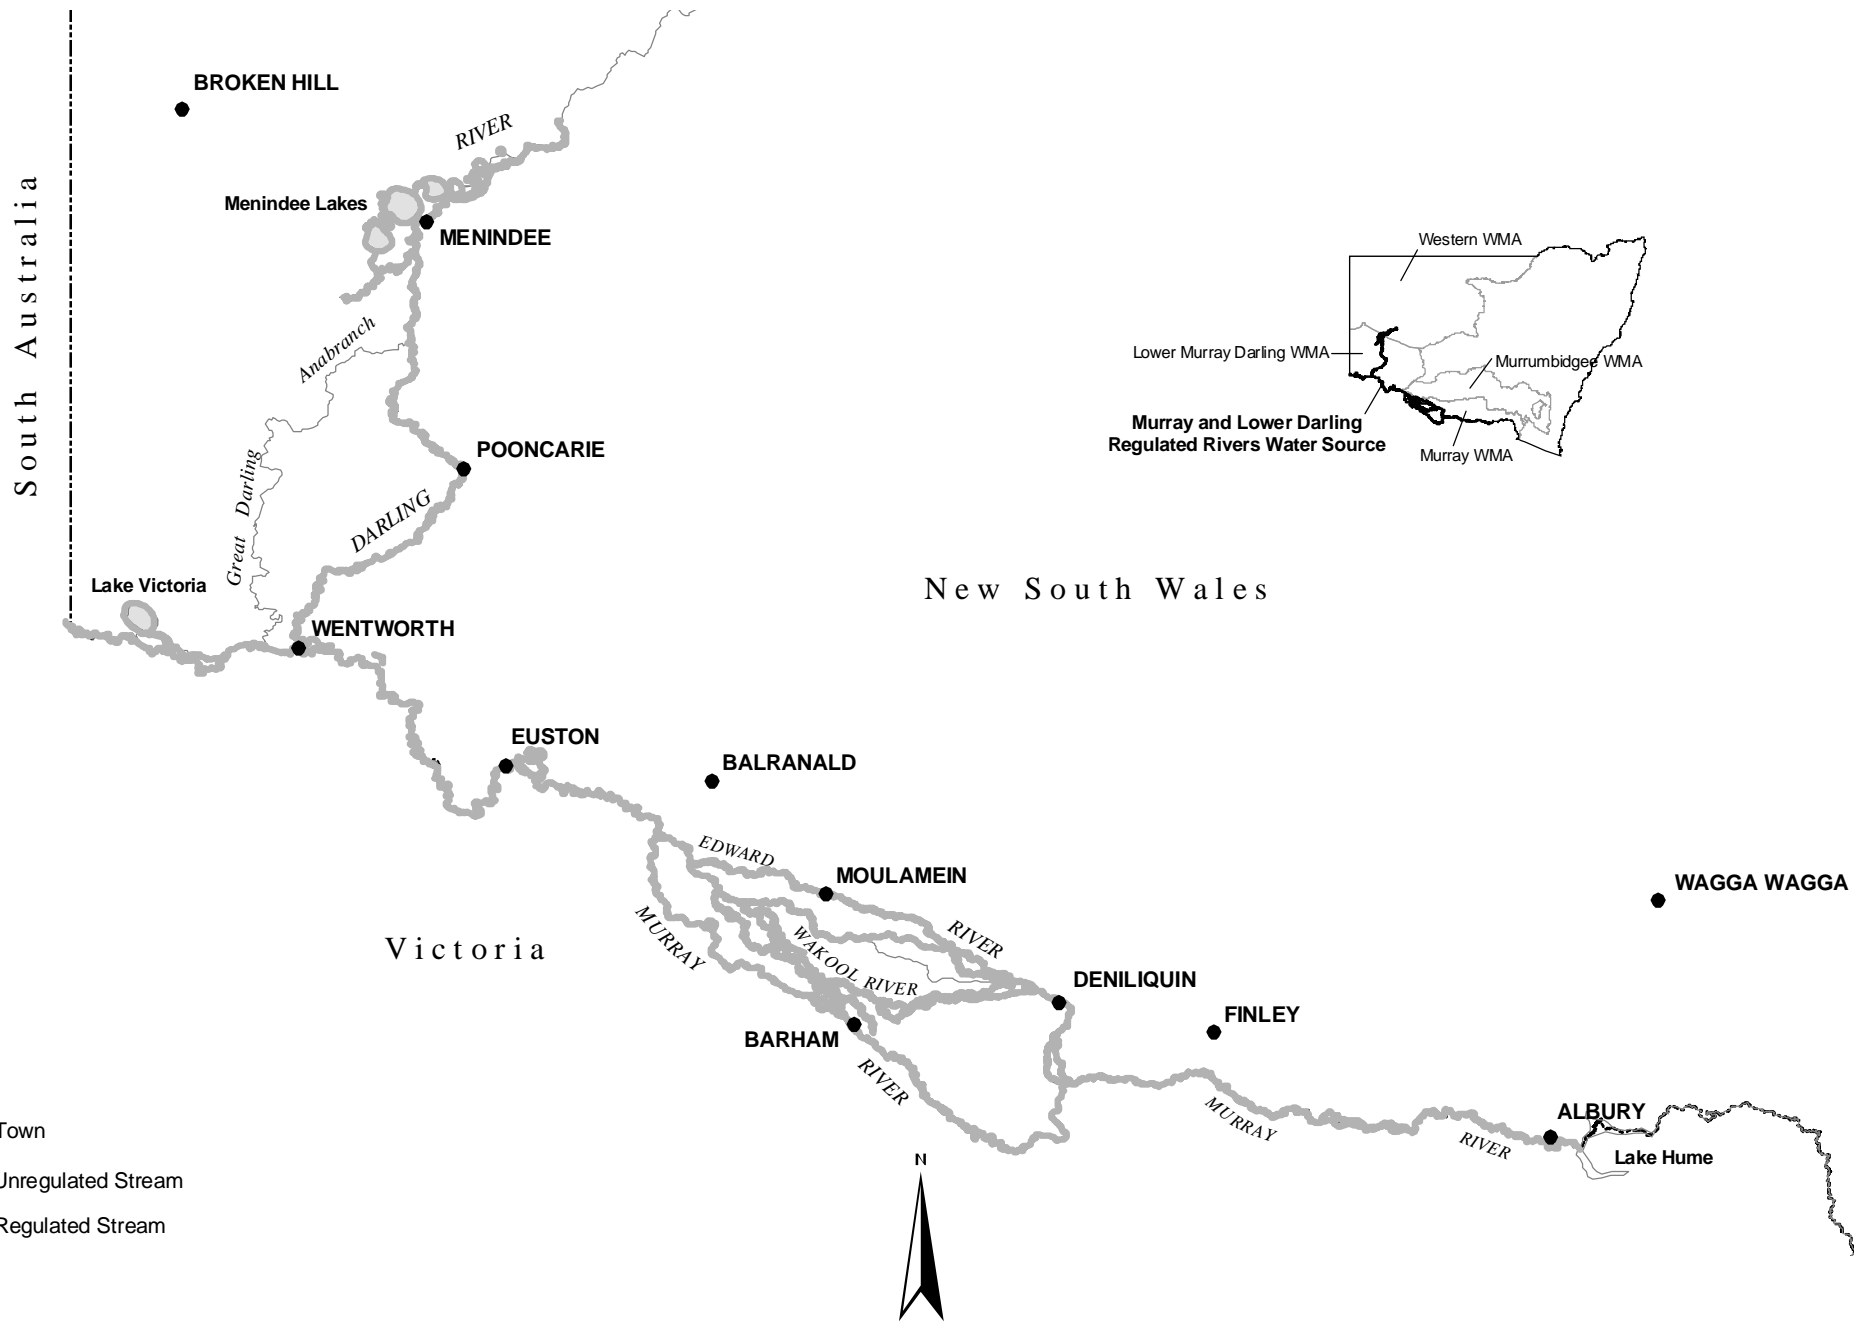 BROKEN HILL
RIVER
Menindee Lakes
MENINDEE
South Australia
Anabranch
Great Darling
POONCARIE
DARLING
Lake Victoria
WENTWORTH
EUSTON
BALRANALD
New South Wales
Western WMA
Lower Murray Darling WMA
Murrumbidgee WMA
Murray and Lower Darling
Regulated Rivers Water Source
Murray WMA
EDWARD
MOULAMEIN
RIVER
WAGGA WAGGA
Victoria
MURRAY
WAKOOL RIVER
DENILIQUIN
FINLEY
BARHAM
RIVER
MURRAY
RIVER
ALBURY
Lake Hume
Town
Unregulated Stream
Regulated Stream
N